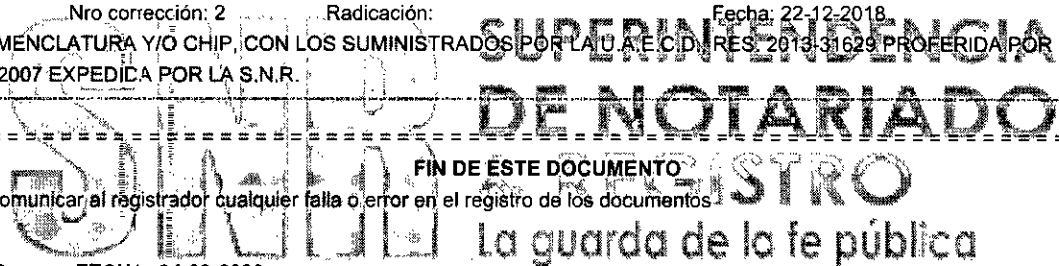 Nro corrección: 2 Radicación: Fecha: 22-12-2018
MENCLATURA Y/O CHIP, CON LOS SUMINISTRADOS POR LA U.A.E.C.D., RES. 2013-31629 PROFERIDA POR
2007 EXPEDICA POR LA S.N.R.
SNR
SUPERINTENDENCIA
DE NOTARIADO
& REGISTRO
La guarda de la fe pública
FIN DE ESTE DOCUMENTO
omunicar al registrador cualquier falla o error en el registro de los documentos